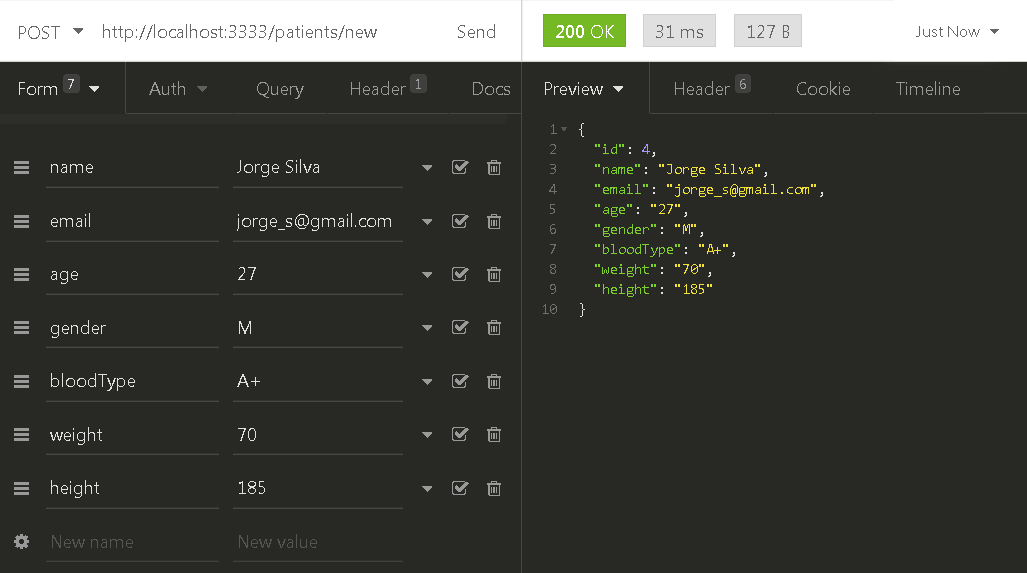 POST http://localhost:3333/patients/new Send
200 OK 31 ms 127 B Just Now
Form 7 Auth Query Header 1 Docs
Preview Header 6 Cookie Timeline
name Jorge Silva
email jorge_s@gmail.com
age 27
gender M
bloodType A+
weight 70
height 185
New name New value
1 {
2 "id": 4,
3 "name": "Jorge Silva",
4 "email": "jorge_s@gmail.com",
5 "age": "27",
6 "gender": "M",
7 "bloodType": "A+",
8 "weight": "70",
9 "height": "185"
10 }